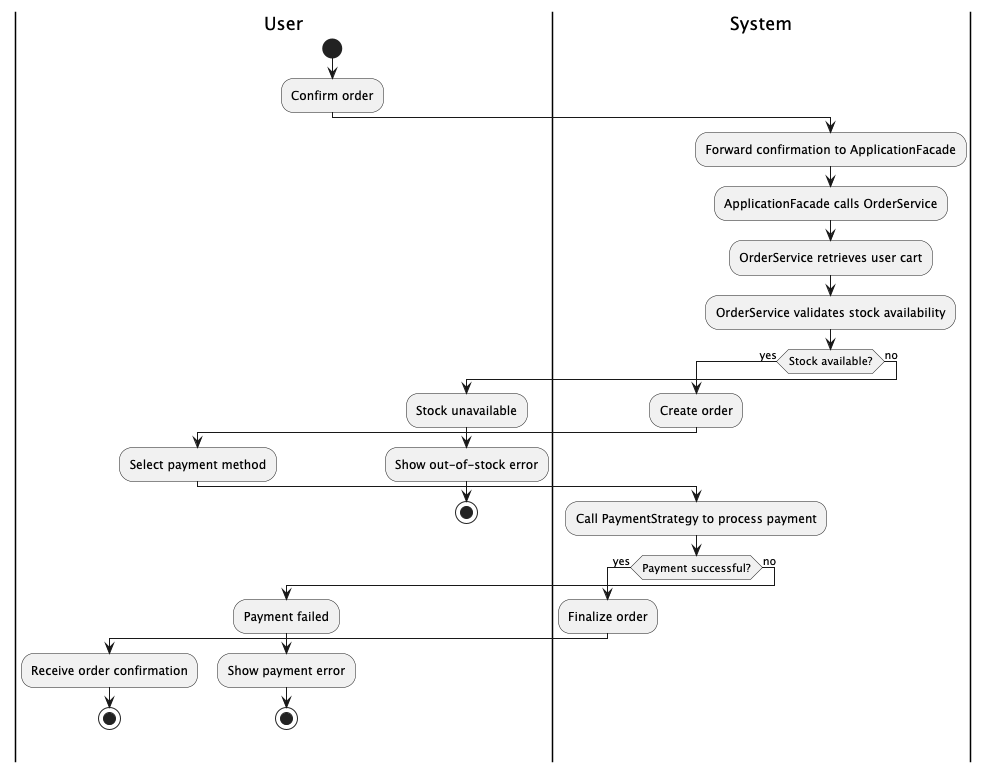 User
System
Confirm order
Forward confirmation to ApplicationFacade
ApplicationFacade calls OrderService
OrderService retrieves user cart
OrderService validates stock availability
yes
Stock available?
no
Stock unavailable
Create order
Select payment method
Show out-of-stock error
Call PaymentStrategy to process payment
yes
Payment successful?
no
Payment failed
Finalize order
Receive order confirmation
Show payment error